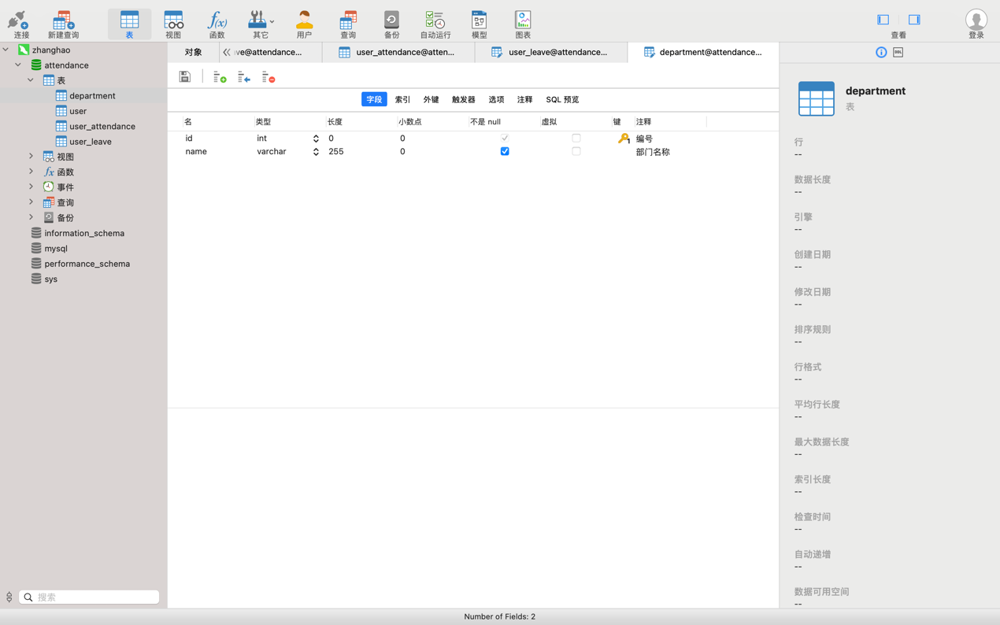 连接
新建查询
表
视图
函数
其它
用户
查询
备份
自动运行
模型
图表
查看
登录
zhanghao
attendance
表
department
user
user_attendance
user_leave
视图
函数
事件
查询
备份
information_schema
mysql
performance_schema
sys
搜索
对象
ve@attendance...
user_attendance@atten...
user_leave@attendance...
department@attendance...
字段 索引 外键 触发器 选项 注释 SQL 预览
名 类型 长度 小数点 不是 null 虚拟 键 注释
id int 0 0 1 编号
name varchar 255 0 部门名称
DDL
department
表
行
--
数据长度
--
引擎
--
创建日期
--
修改日期
--
排序规则
--
行格式
--
平均行长度
--
最大数据长度
--
索引长度
--
检查时间
--
自动递增
--
数据可用空间
--
Number of Fields: 2